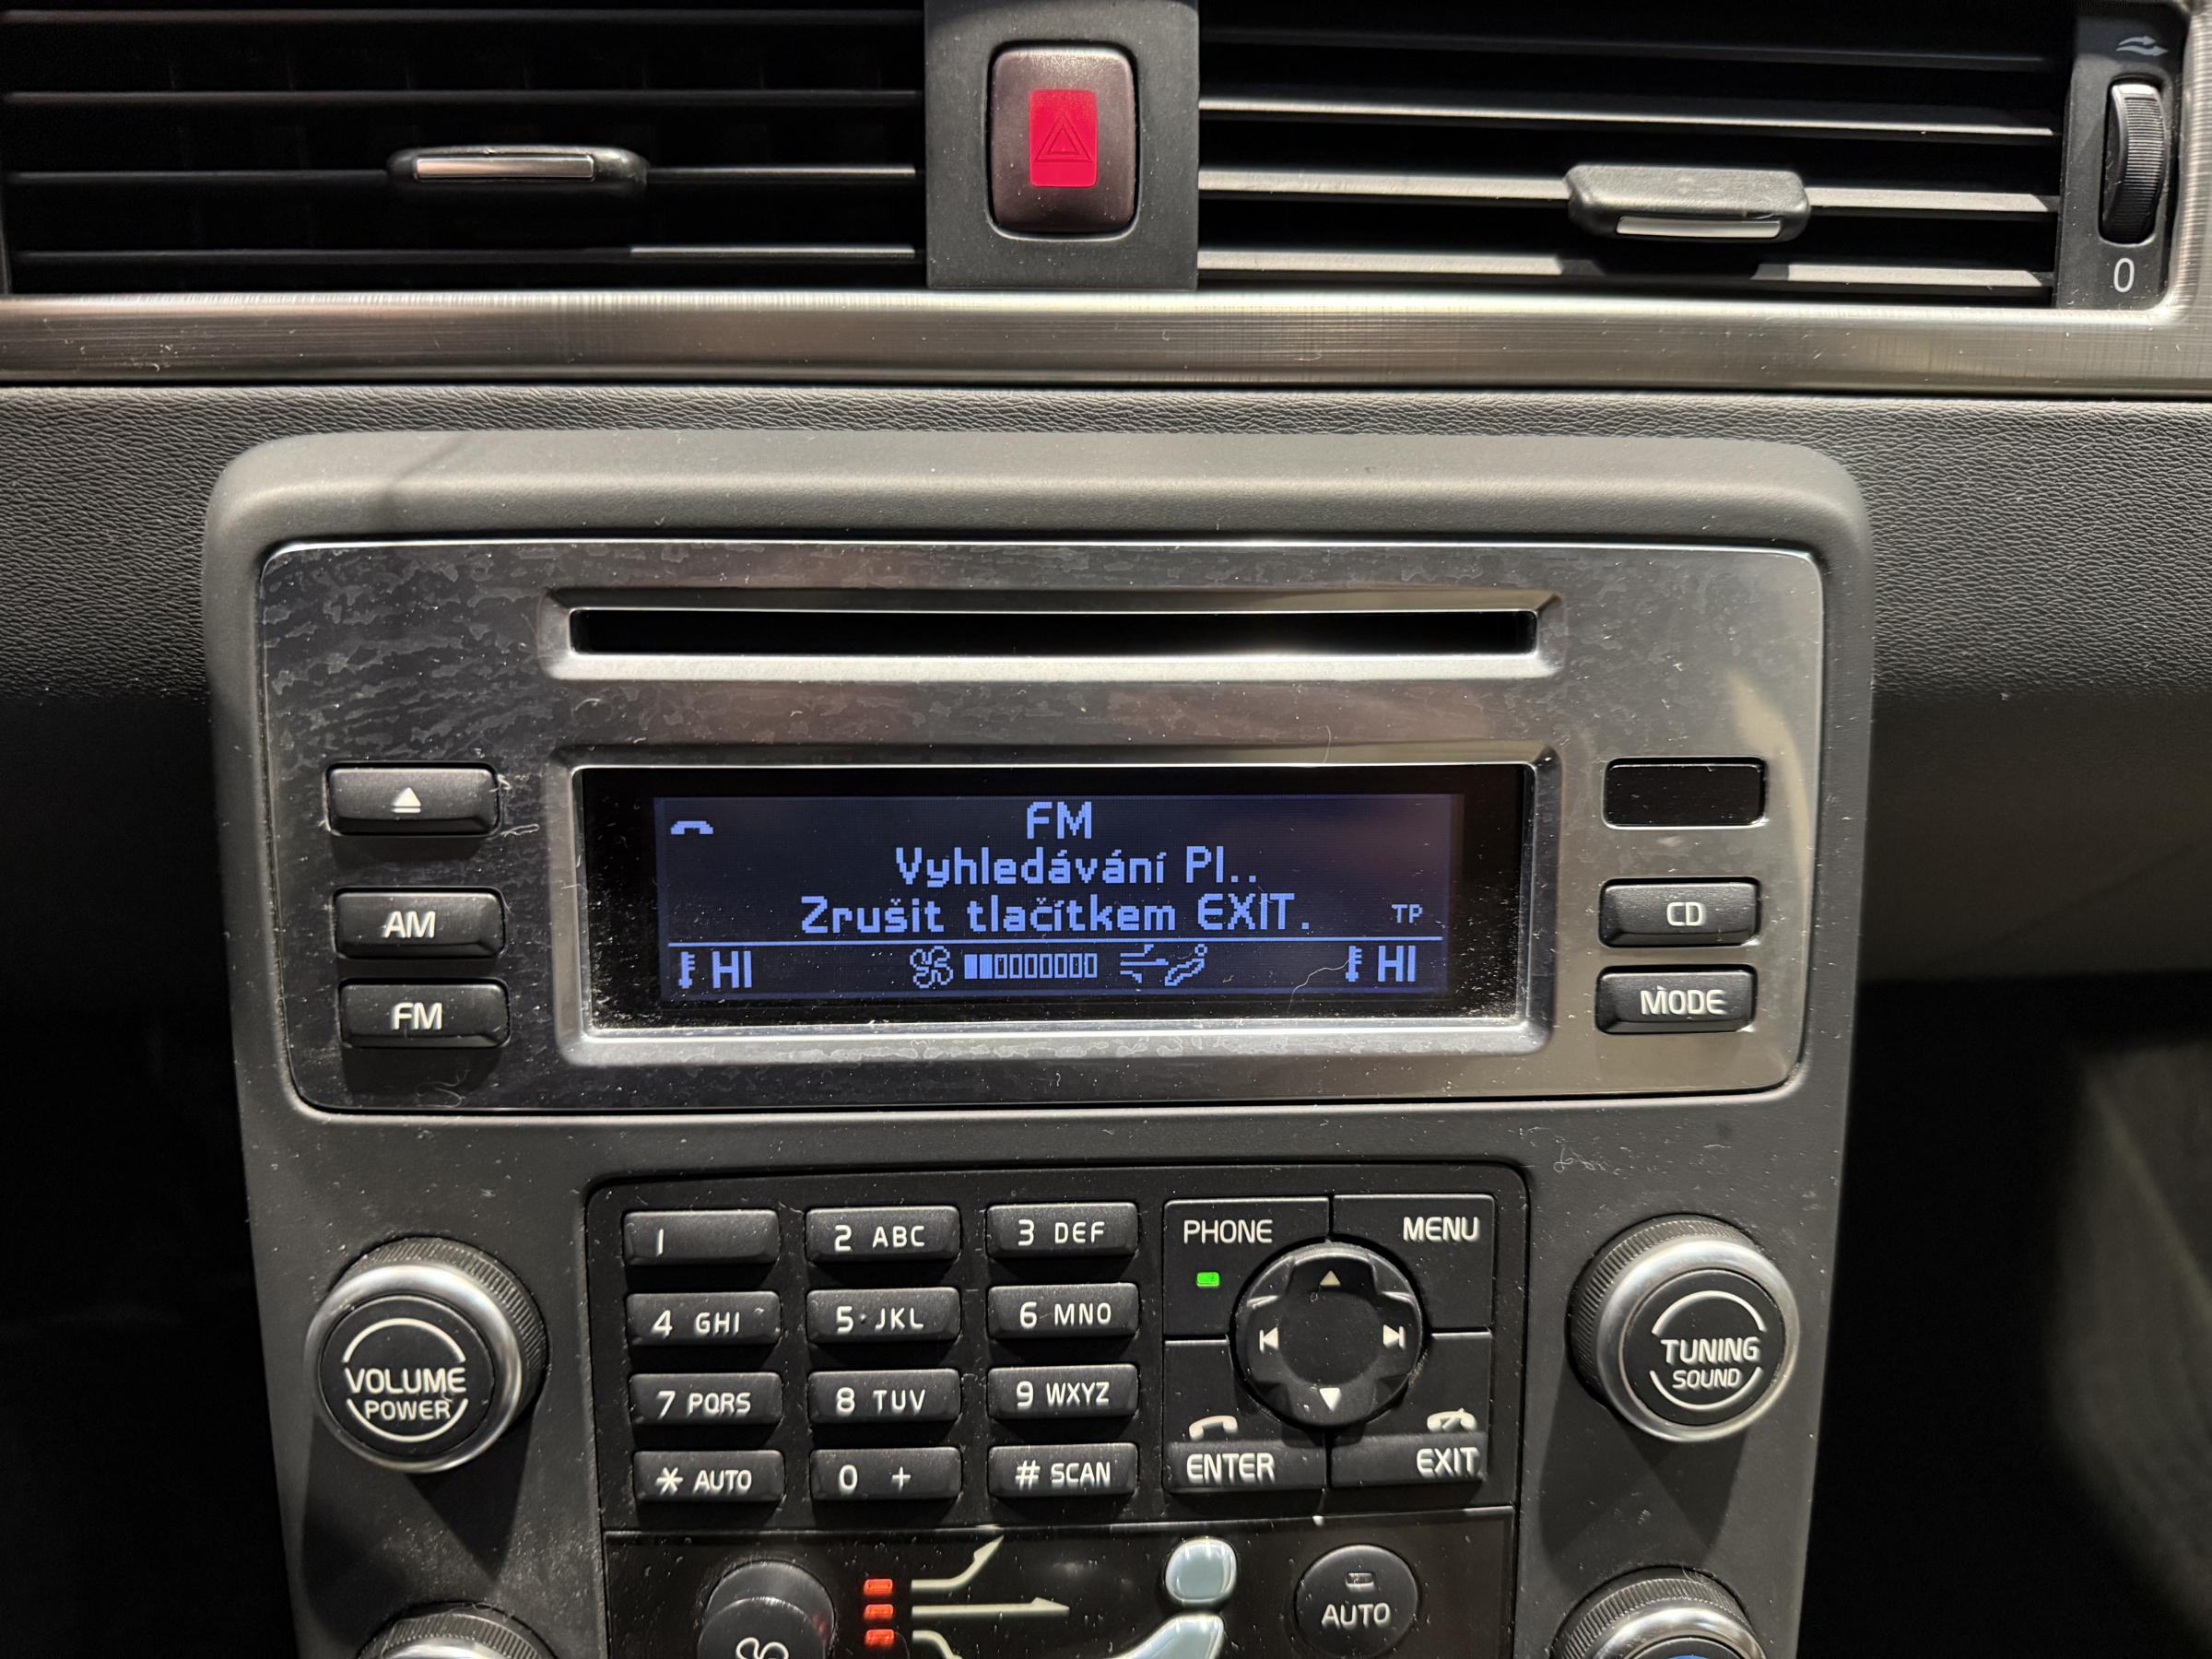 0
FM
Vyhledávání PI..
Zrušit tlačítkem EXIT. TP
HI HI
AM
FM
CD
MODE
1
2 ABC
3 DEF
4 GHI
5 JKL
6 MNO
7 PQRS
8 TUV
9 WXYZ
* AUTO
0 +
# SCAN
PHONE
MENU
ENTER
EXIT
VOLUME
POWER
TUNING
SOUND
AUTO